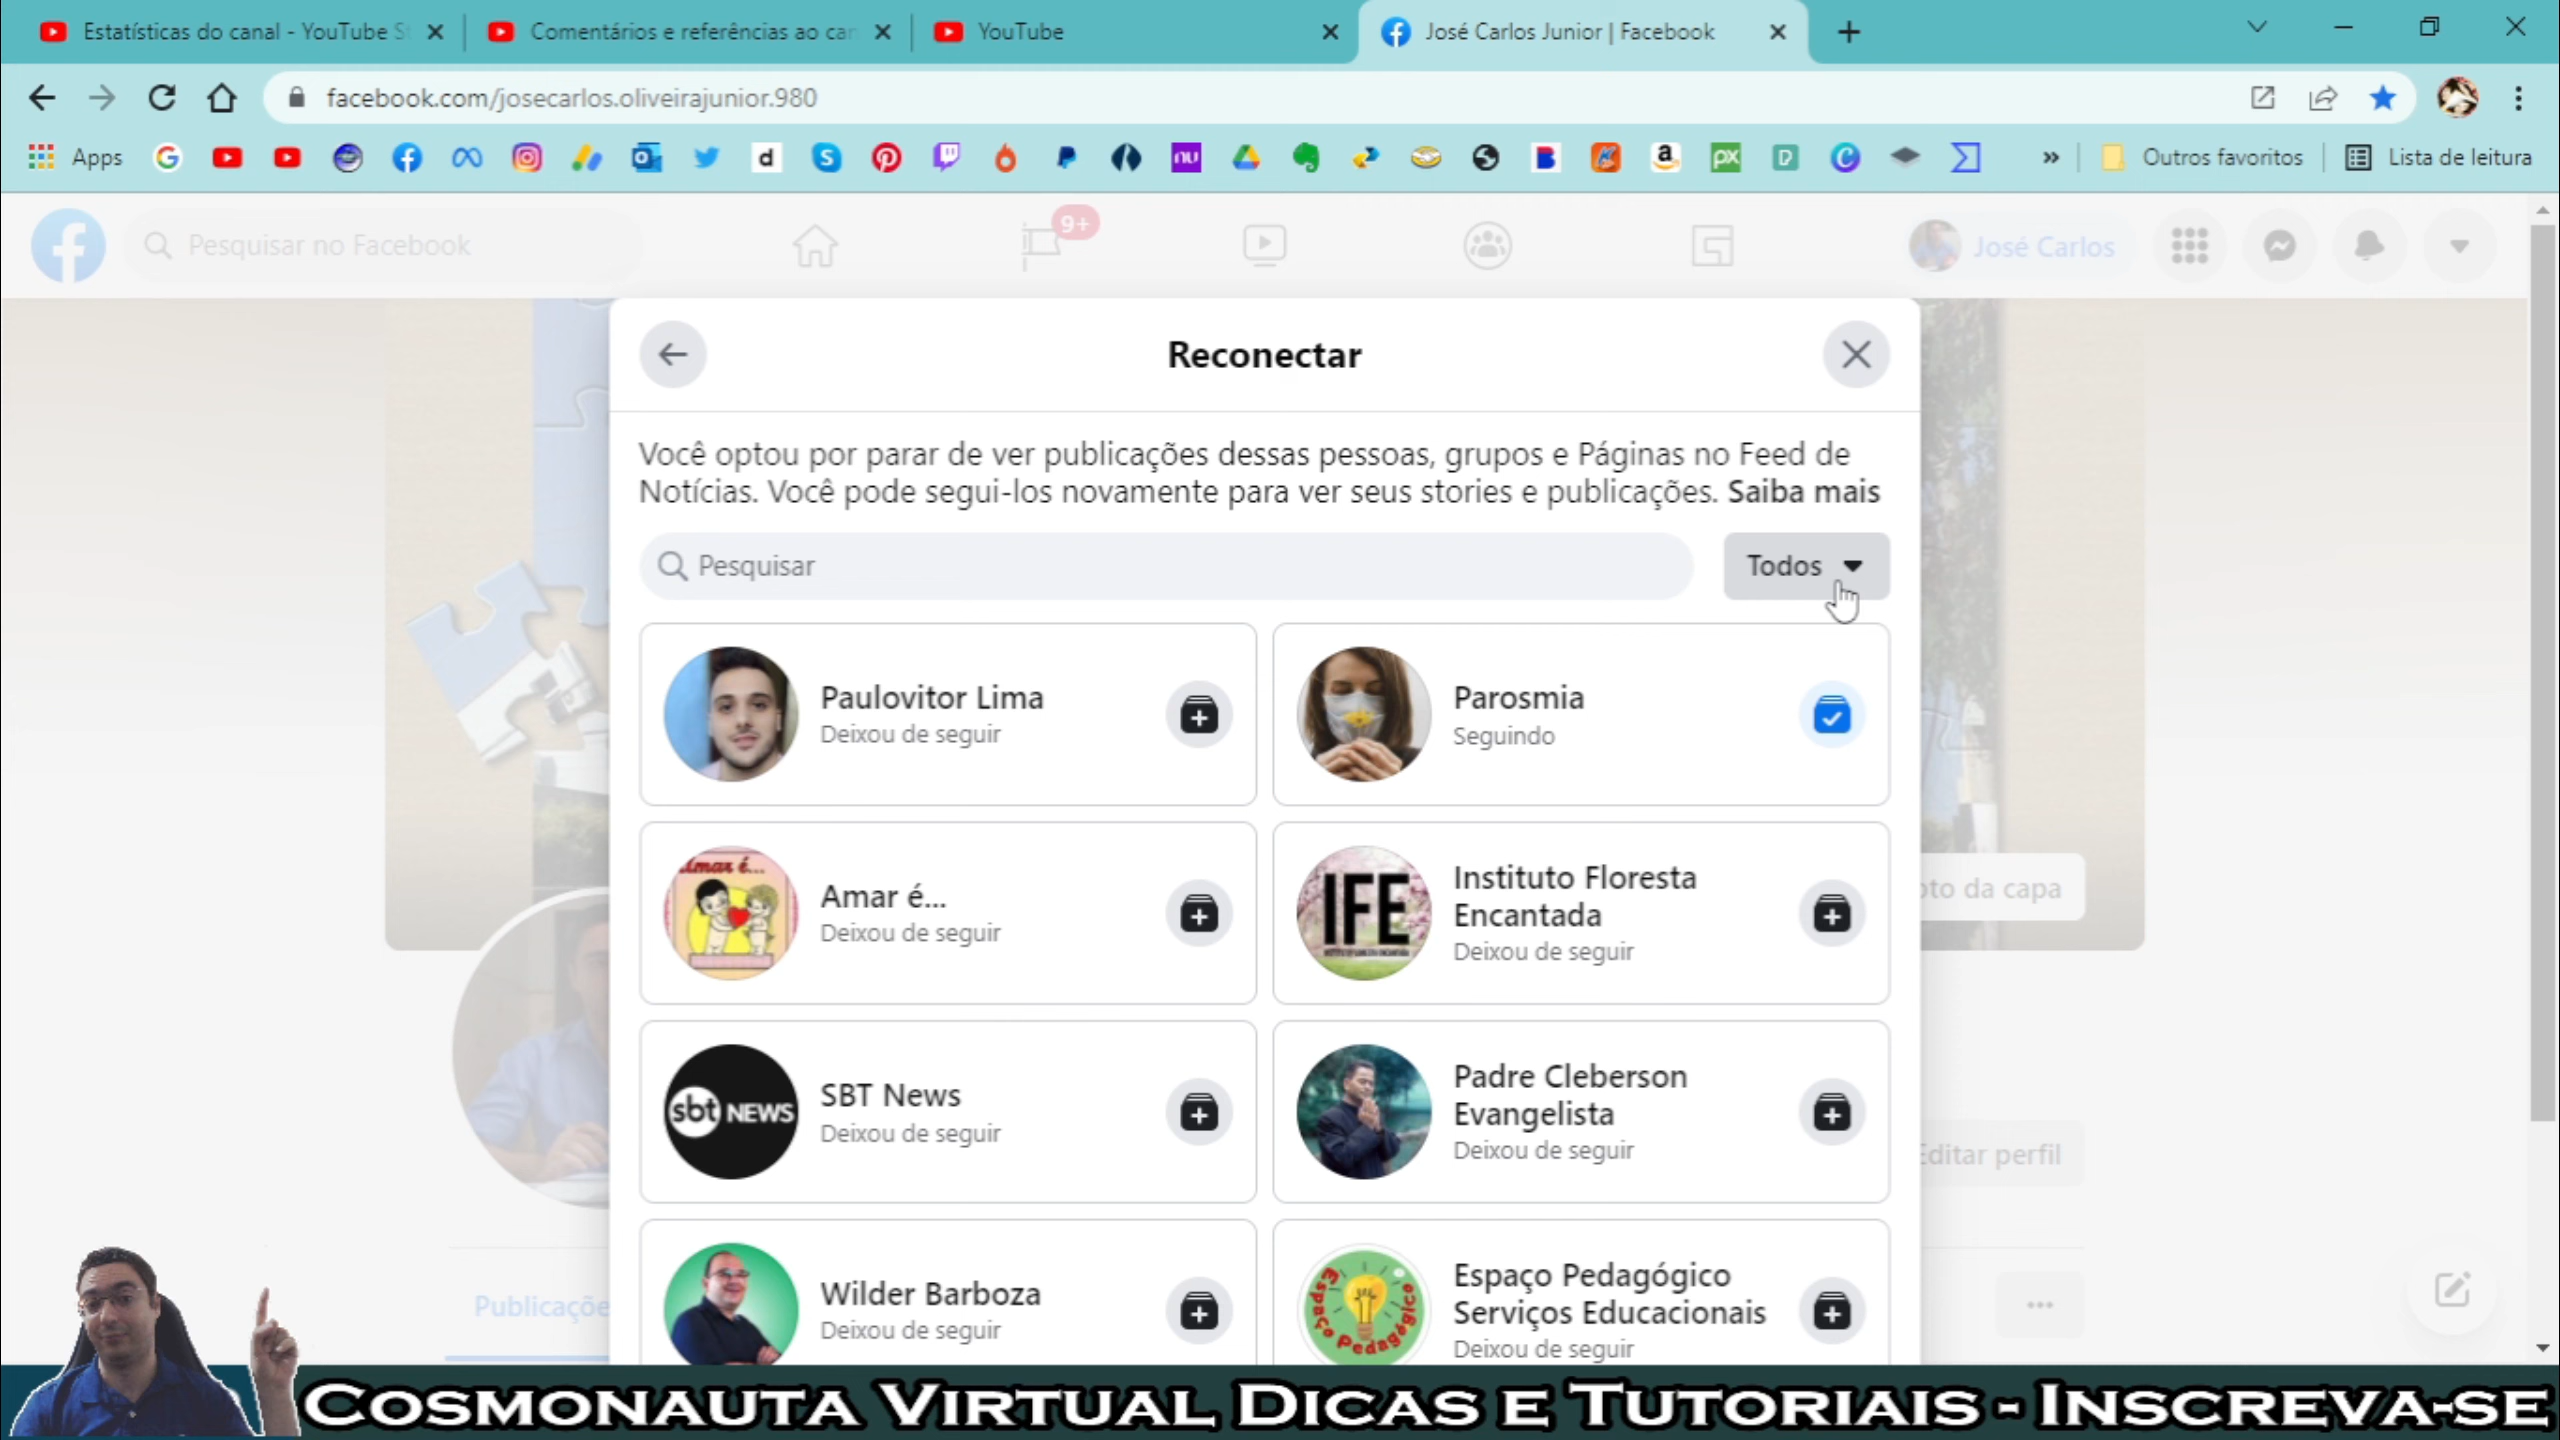 Estatísticas do canal - YouTube S
Comentários e referências ao can
YouTube
José Carlos Junior | Facebook
facebook.com/josecarlos.oliveirajunior.980
Apps
Outros favoritos
Lista de leitura
Pesquisar no Facebook
9+
José Carlos
Reconectar
Você optou por parar de ver publicações dessas pessoas, grupos e Páginas no Feed de
Notícias. Você pode segui-los novamente para ver seus stories e publicações. Saiba mais
Pesquisar
Todos
Paulovitor Lima
Deixou de seguir
Parosmia
Seguindo
Amar é...
Amar é...
Deixou de seguir
IFE
Instituto Floresta
Encantada
Deixou de seguir
oto da capa
sbt NEWS
SBT News
Deixou de seguir
Padre Cleberson
Evangelista
Deixou de seguir
Editar perfil
Wilder Barboza
Deixou de seguir
Espaço Pedagógico
Espaço Pedagógico
Serviços Educacionais
Deixou de seguir
Publicaçõe
Cosmonauta Virtual Dicas e Tutoriais - Inscreva-se